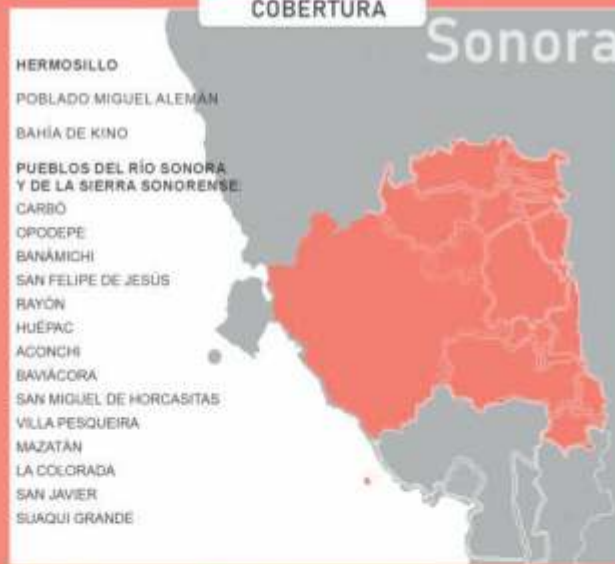 COBERTURA
Sonora
HERMOSILLO
POBLADO MIGUEL ALEMÁN
BAHÍA DE KINO
PUEBLOS DEL RÍO SONORA
Y DE LA SIERRA SONORENSE:
CARBÓ
OPODEPE
BANÁMICHI
SAN FELIPE DE JESÚS
RAYÓN
HUÉPAC
ACONCHI
BAVIÁCORA
SAN MIGUEL DE HORCASITAS
VILLA PESQUEIRA
MAZATÁN
LA COLORADA
SAN JAVIER
SUAQUI GRANDE